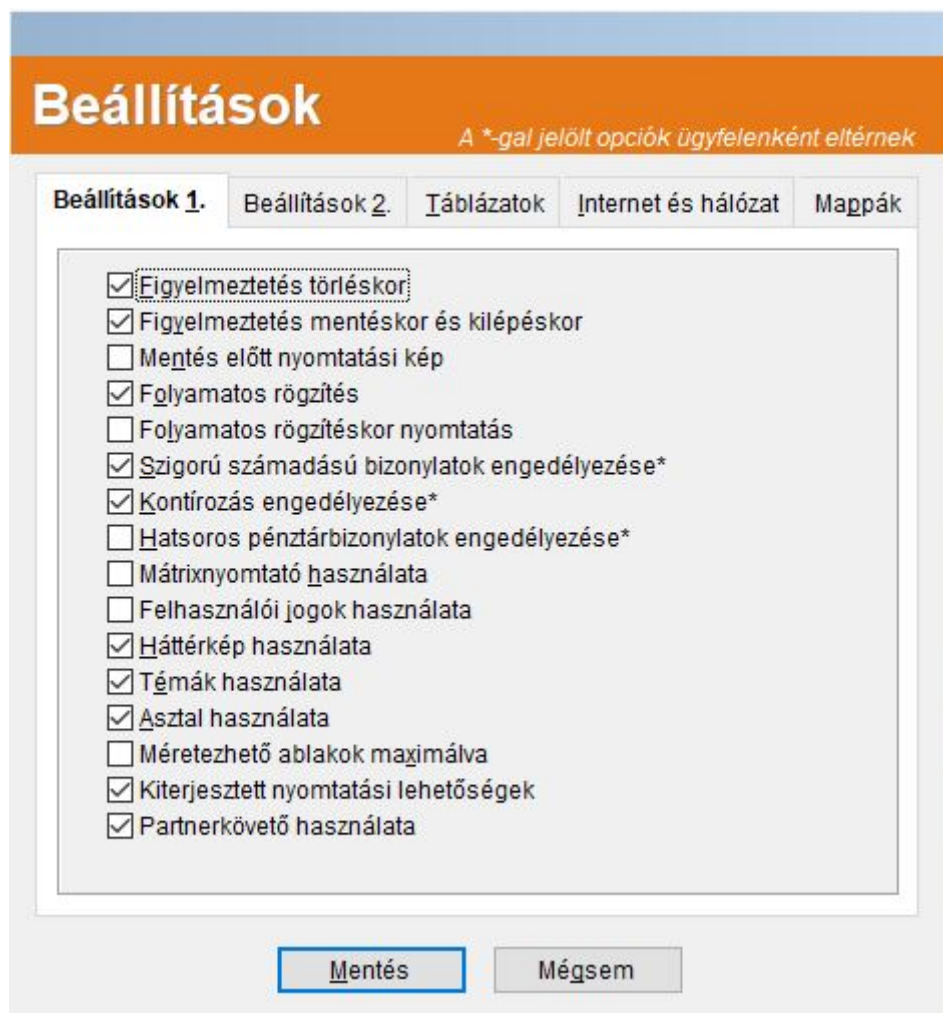 Beállítások
A *-gal jelölt opciók ügyfelenként eltérnek
Beállítások 1. Beállítások 2. Táblázatok Internet és hálózat Mappák
Figyelmeztetés törléskor
Figyelmeztetés mentéskor és kilépéskor
Mentés előtt nyomtatási kép
Folyamatos rögzítés
Folyamatos rögzítéskor nyomtatás
Szigorú számadású bizonylatok engedélyezése*
Kontírozás engedélyezése*
Hatsoros pénztárbizonylatok engedélyezése*
Mátrixnyomtató használata
Felhasználói jogok használata
Háttérkép használata
Témák használata
Asztal használata
Méretezhető ablakok maximálva
Kiterjesztett nyomtatási lehetőségek
Partnerkövető használata
Mentés Mégsem